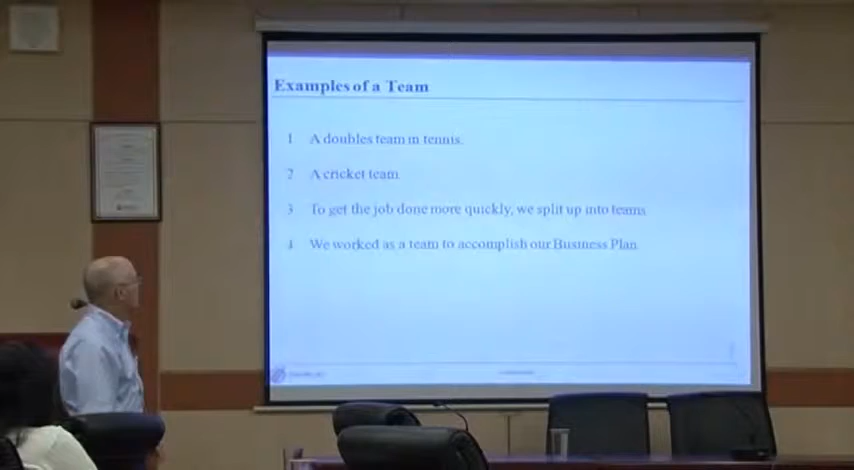 Examples of a Team
1 A doubles team in tennis.
2 A cricket team.
3 To get the job done more quickly, we split up into teams
4 We worked as a team to accomplish our Business Plan